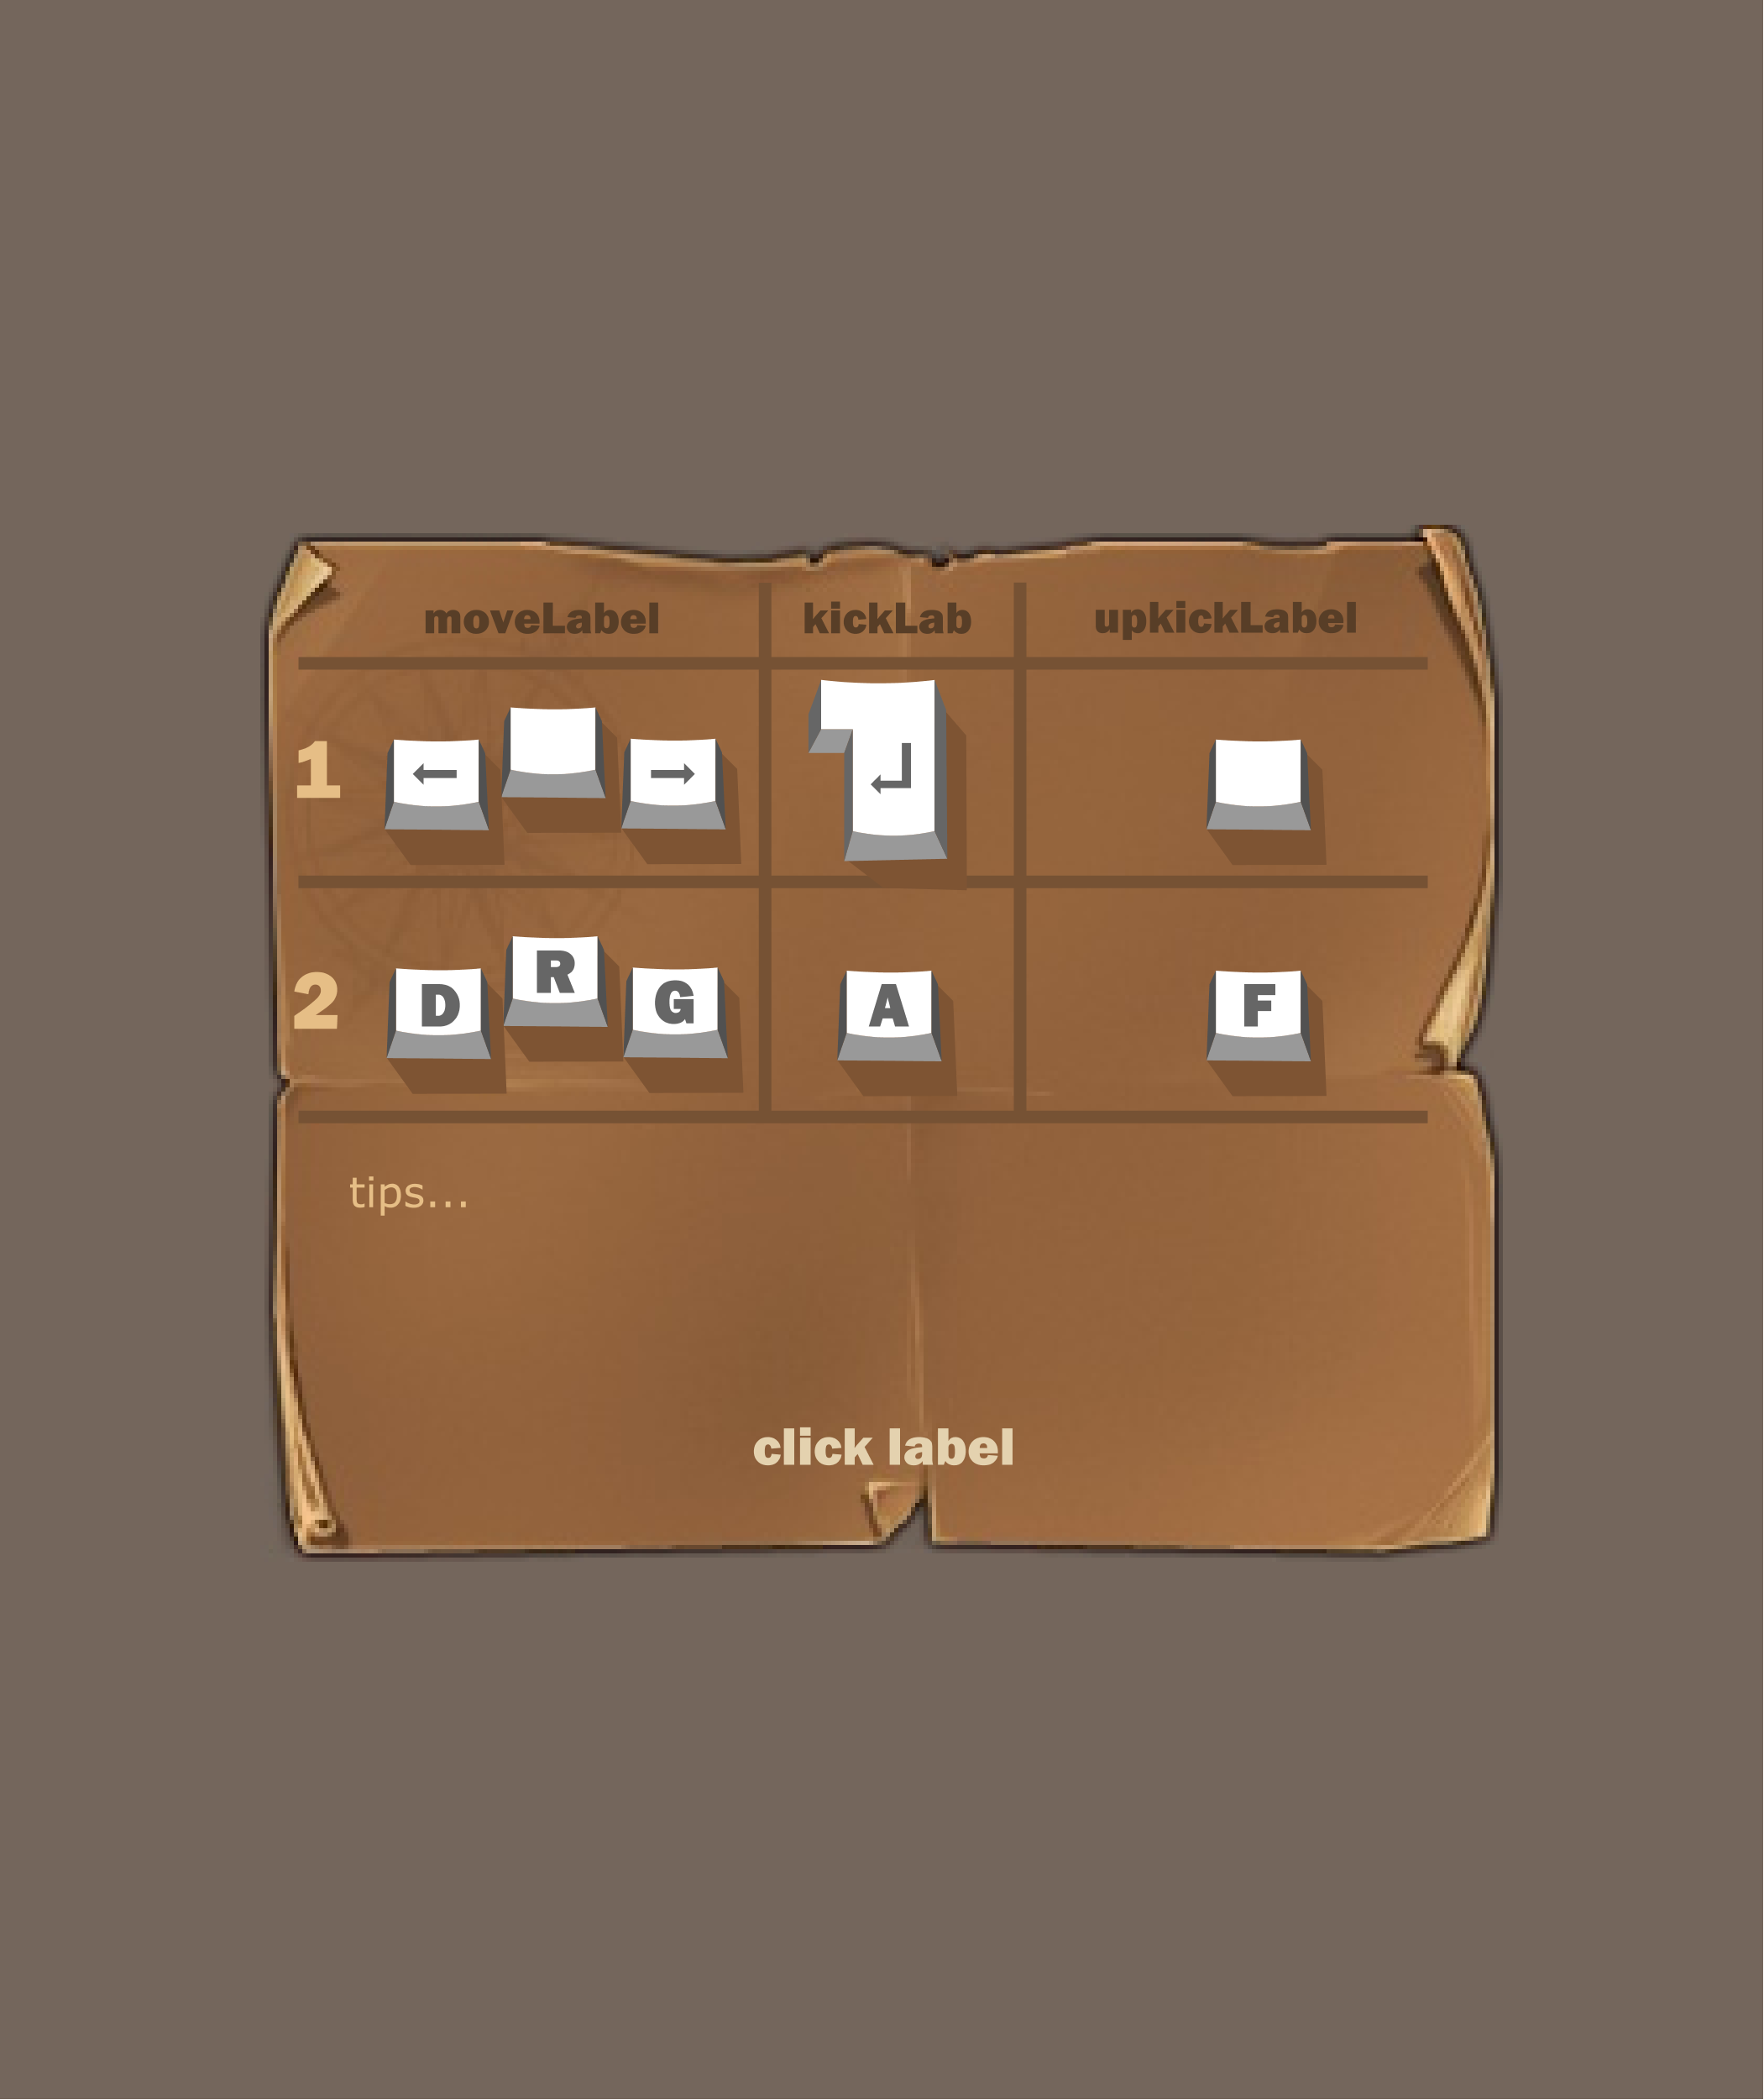 moveLabel kickLab upkickLabel
1 ← → ↵
2 D R G A F
tips...
click label